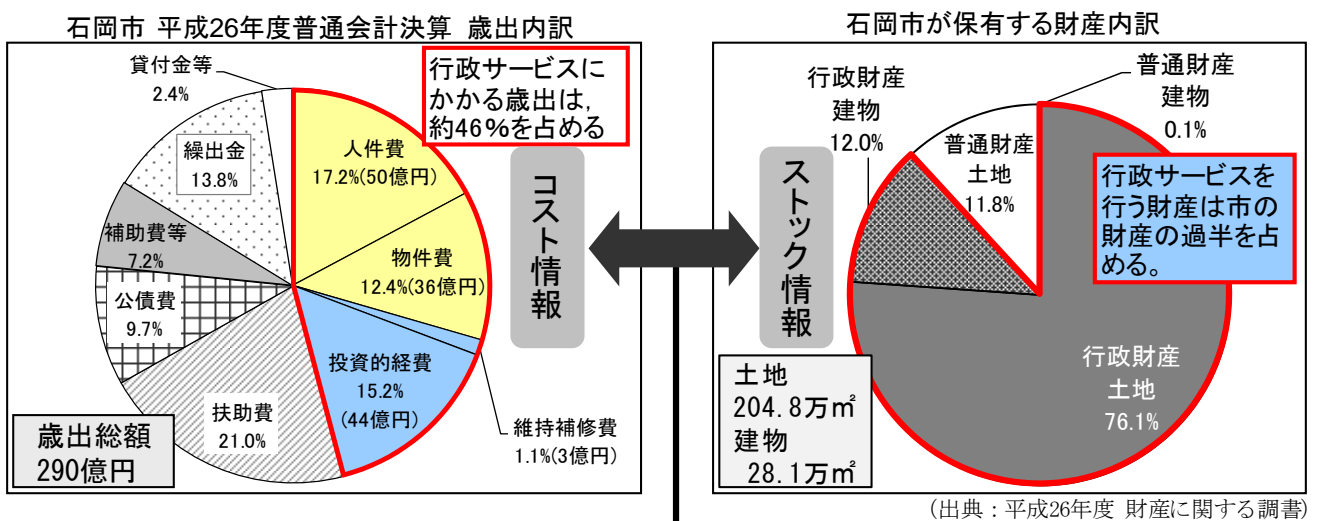 石岡市 平成26年度普通会計決算 歳出内訳
貸付金等
2.4%
繰出金
13.8%
補助費等
7.2%
公債費
9.7%
扶助費
21.0%
人件費
17.2%(50億円)
物件費
12.4%(36億円)
投資的経費
15.2%
(44億円)
維持補修費
1.1%(3億円)
行政サービスに
かかる歳出は,
約46%を占める
歳出総額
290億円
コスト情報
ストック情報
石岡市が保有する財産内訳
行政財産
建物
12.0%
普通財産
土地
11.8%
普通財産
建物
0.1%
行政サービスを
行う財産は市の
財産の過半を占
める。
行政財産
土地
76.1%
土地
204.8万㎡
建物
28.1万㎡
(出典：平成26年度 財産に関する調書)